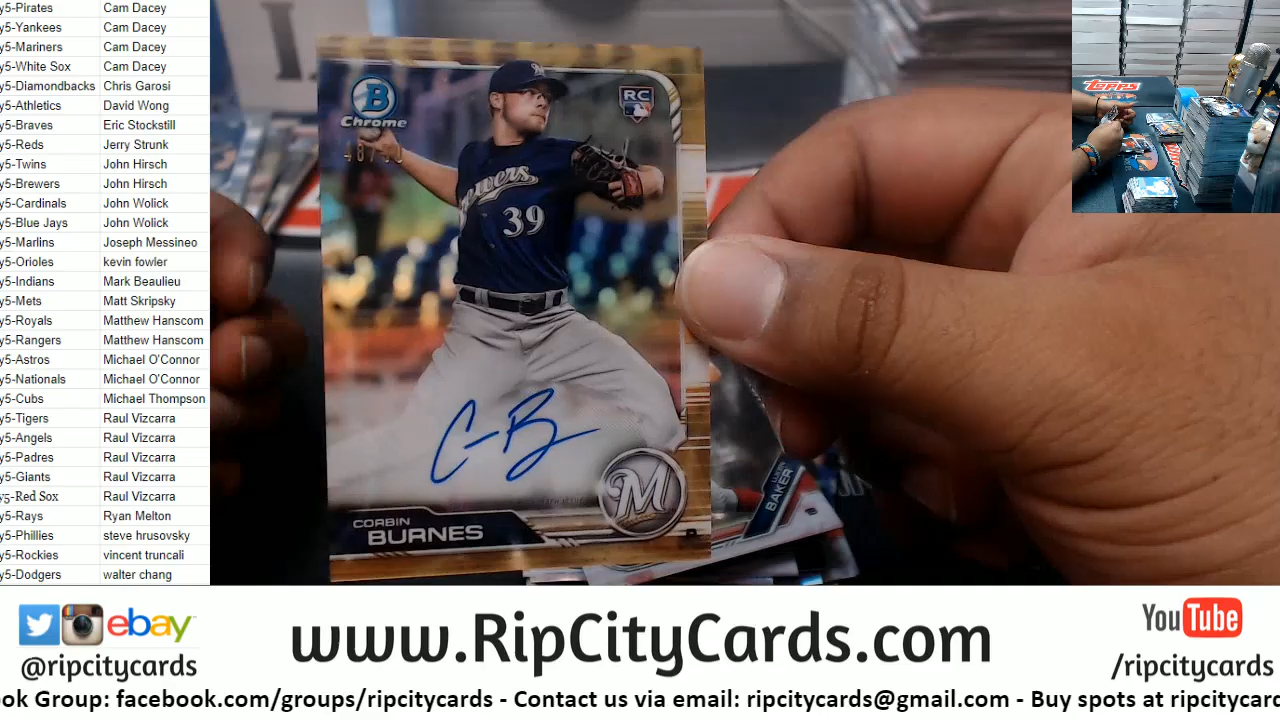 y5-Pirates Cam Dacey
y5-Yankees Cam Dacey
y5-Mariners Cam Dacey
y5-White Sox Cam Dacey
y5-Diamondbacks Chris Garosi
y5-Athletics David Wong
y5-Braves Eric Stockstill
y5-Reds Jerry Strunk
y5-Twins John Hirsch
y5-Brewers John Hirsch
y5-Cardinals John Wolick
y5-Blue Jays John Wolick
y5-Marlins Joseph Messineo
y5-Orioles kevin fowler
y5-Indians Mark Beaulieu
y5-Mets Matt Skripsky
y5-Royals Matthew Hanscom
y5-Rangers Matthew Hanscom
y5-Astros Michael O'Connor
y5-Nationals Michael O'Connor
y5-Cubs Michael Thompson
y5-Tigers Raul Vizcarra
y5-Angels Raul Vizcarra
y5-Padres Raul Vizcarra
y5-Giants Raul Vizcarra
y5-Red Sox Raul Vizcarra
y5-Rays Ryan Melton
y5-Phillies steve hrusovsky
y5-Rockies vincent truncali
y5-Dodgers walter chang
B
Chrome
RC
Brewers
39
M
CORBIN
BURNES
BAKER
Topps
ebay
@ripcitycards
www.RipCityCards.com
YouTube
/ripcitycards
ok Group: facebook.com/groups/ripcitycards - Contact us via email: ripcitycards@gmail.com - Buy spots at ripcitycard